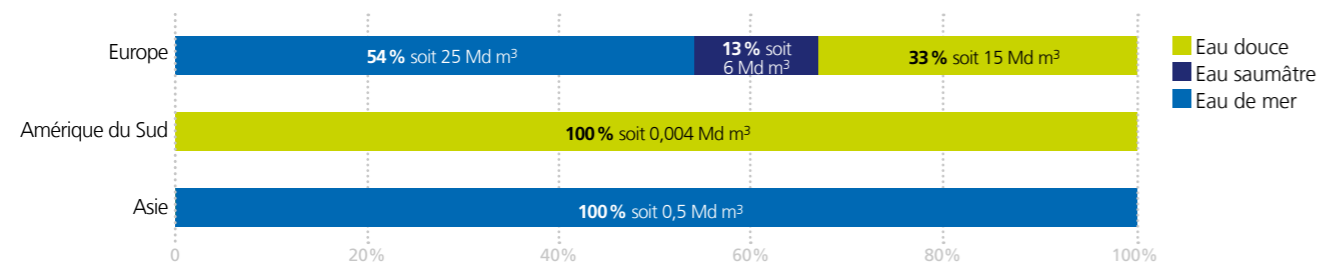 Europe
54 % soit 25 Md m³
13 % soit
6 Md m³
33 % soit 15 Md m³
Eau douce
Eau saumâtre
Eau de mer
Amérique du Sud
100 % soit 0,004 Md m³
Asie
100 % soit 0,5 Md m³
0 20% 40% 60% 80% 100%